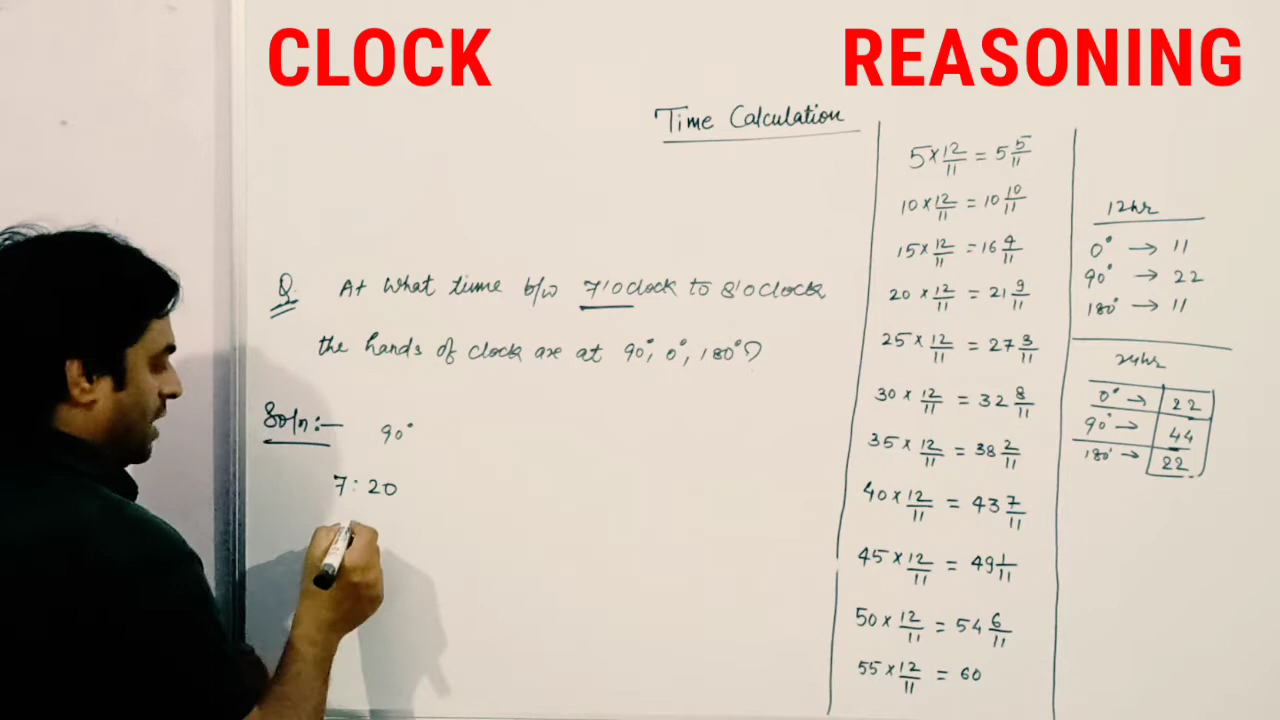 CLOCK REASONING
Time Calculation
Q. At what time b/w 7'0clock to 8'0clock
the hands of clock are at 90°, 0°, 180°?
Soln:—
90°
7:20
5 × 12/11 = 5 5/11
10 × 12/11 = 10 10/11
15 × 12/11 = 16 4/11
20 × 12/11 = 21 9/11
25 × 12/11 = 27 3/11
30 × 12/11 = 32 8/11
35 × 12/11 = 38 2/11
40 × 12/11 = 43 7/11
45 × 12/11 = 49 1/11
50 × 12/11 = 54 6/11
55 × 12/11 = 60
12hr
0° → 11
90° → 22
180° → 11
24hr
0° → 22
90° → 44
180° → 22